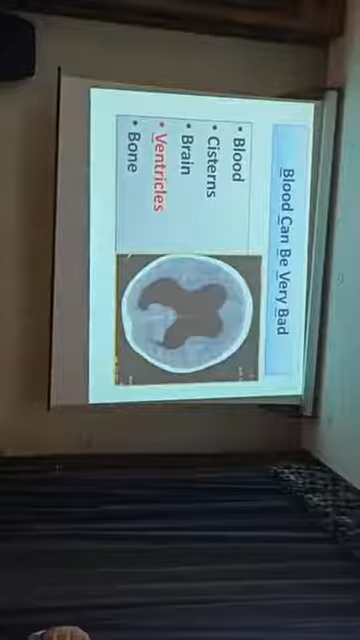 Blood Can Be Very Bad
• Blood
• Cisterns
• Brain
• Ventricles
• Bone